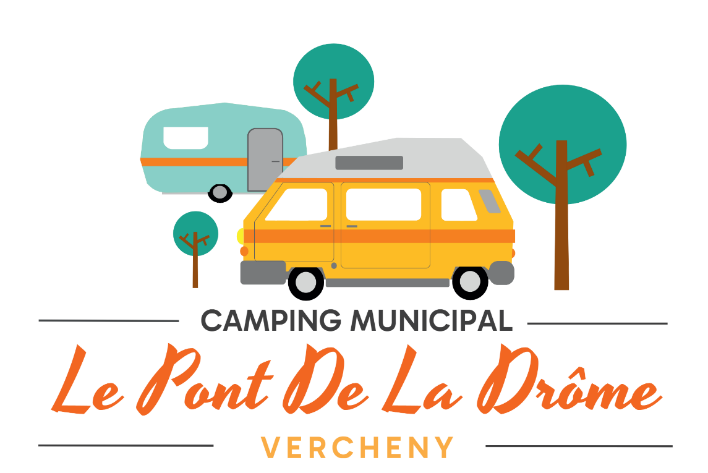 CAMPING MUNICIPAL
Le Pont De La Drôme
VERCHENY